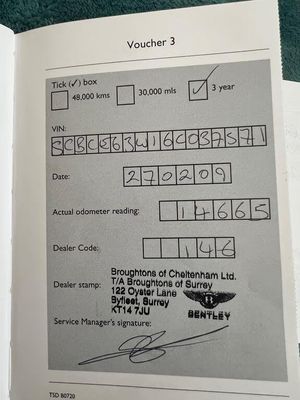 Voucher 3
Tick (✓) box
48,000 kms
30,000 mls
✓ 3 year
VIN:
SCBCE63W16C037571
Date:
270209
Actual odometer reading:
14665
Dealer Code:
146
Dealer stamp:
Broughtons of Cheltenham Ltd.
T/A Broughtons of Surrey
122 Oyster Lane
Byfleet, Surrey
KT14 7JU
BENTLEY
Service Manager's signature:
TSD 80720